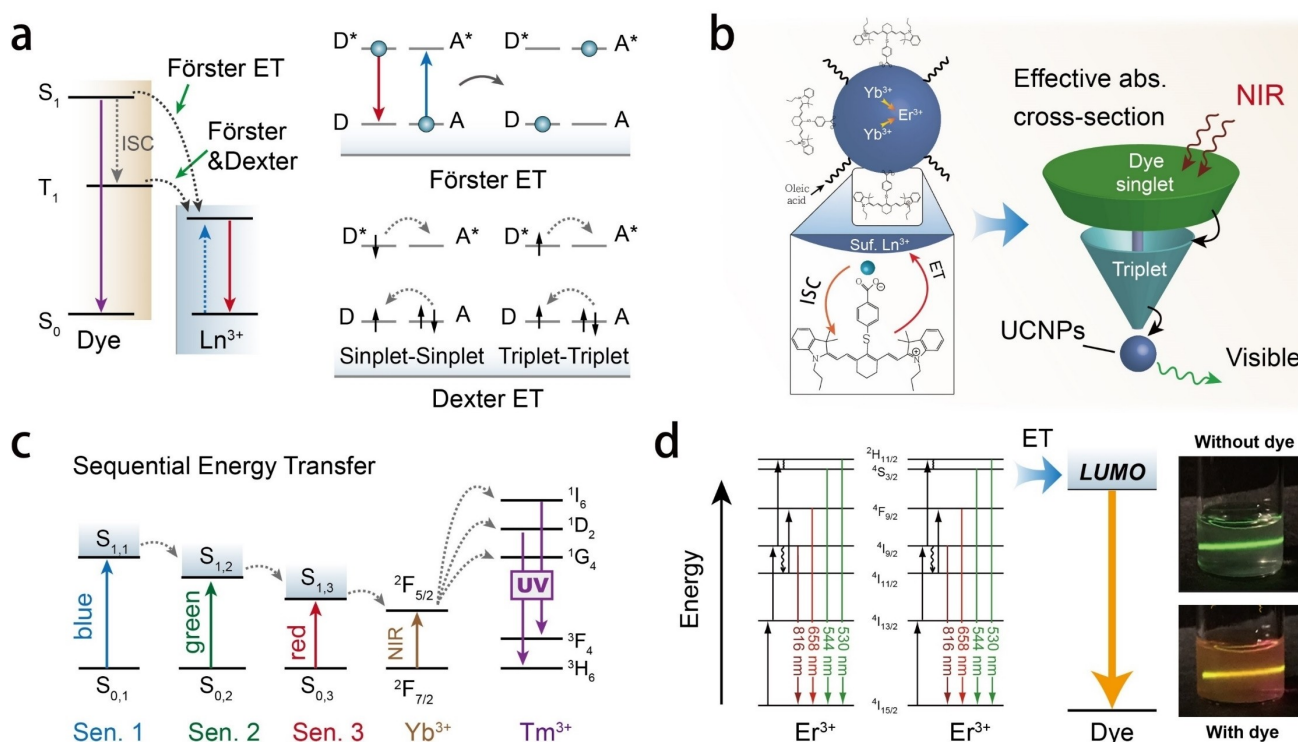 a
D*
A*
D*
A*
Förster ET
S₁
Förster
&Dexter
ISC
D
A
D
A
T₁
Förster ET
D*
A*
D*
A*
S₀
Dye
Ln³⁺
D
A
D
A
Sinplet-Sinplet
Triplet-Triplet
Dexter ET
b
Yb³⁺
Er³⁺
Yb³⁺
Oleic
acid
Suf. Ln³⁺
ISC
ET
S
N
N
Effective abs.
cross-section
NIR
Dye
singlet
Triplet
UCNPs
Visible
c
Sequential Energy Transfer
S₁,₁
S₁,₂
S₁,₃
²F₅/₂
¹I₆
¹D₂
¹G₄
UV
³F₄
³H₆
blue
green
red
NIR
S₀,₁
S₀,₂
S₀,₃
²F₇/₂
Sen. 1
Sen. 2
Sen. 3
Yb³⁺
Tm³⁺
d
Energy
²H₁₁/₂
⁴S₃/₂
⁴F₉/₂
⁴I₉/₂
⁴I₁₁/₂
⁴I₁₃/₂
⁴I₁₅/₂
816 nm
658 nm
544 nm
530 nm
816 nm
658 nm
544 nm
530 nm
Er³⁺
Er³⁺
ET
LUMO
Dye
Without dye
With dye